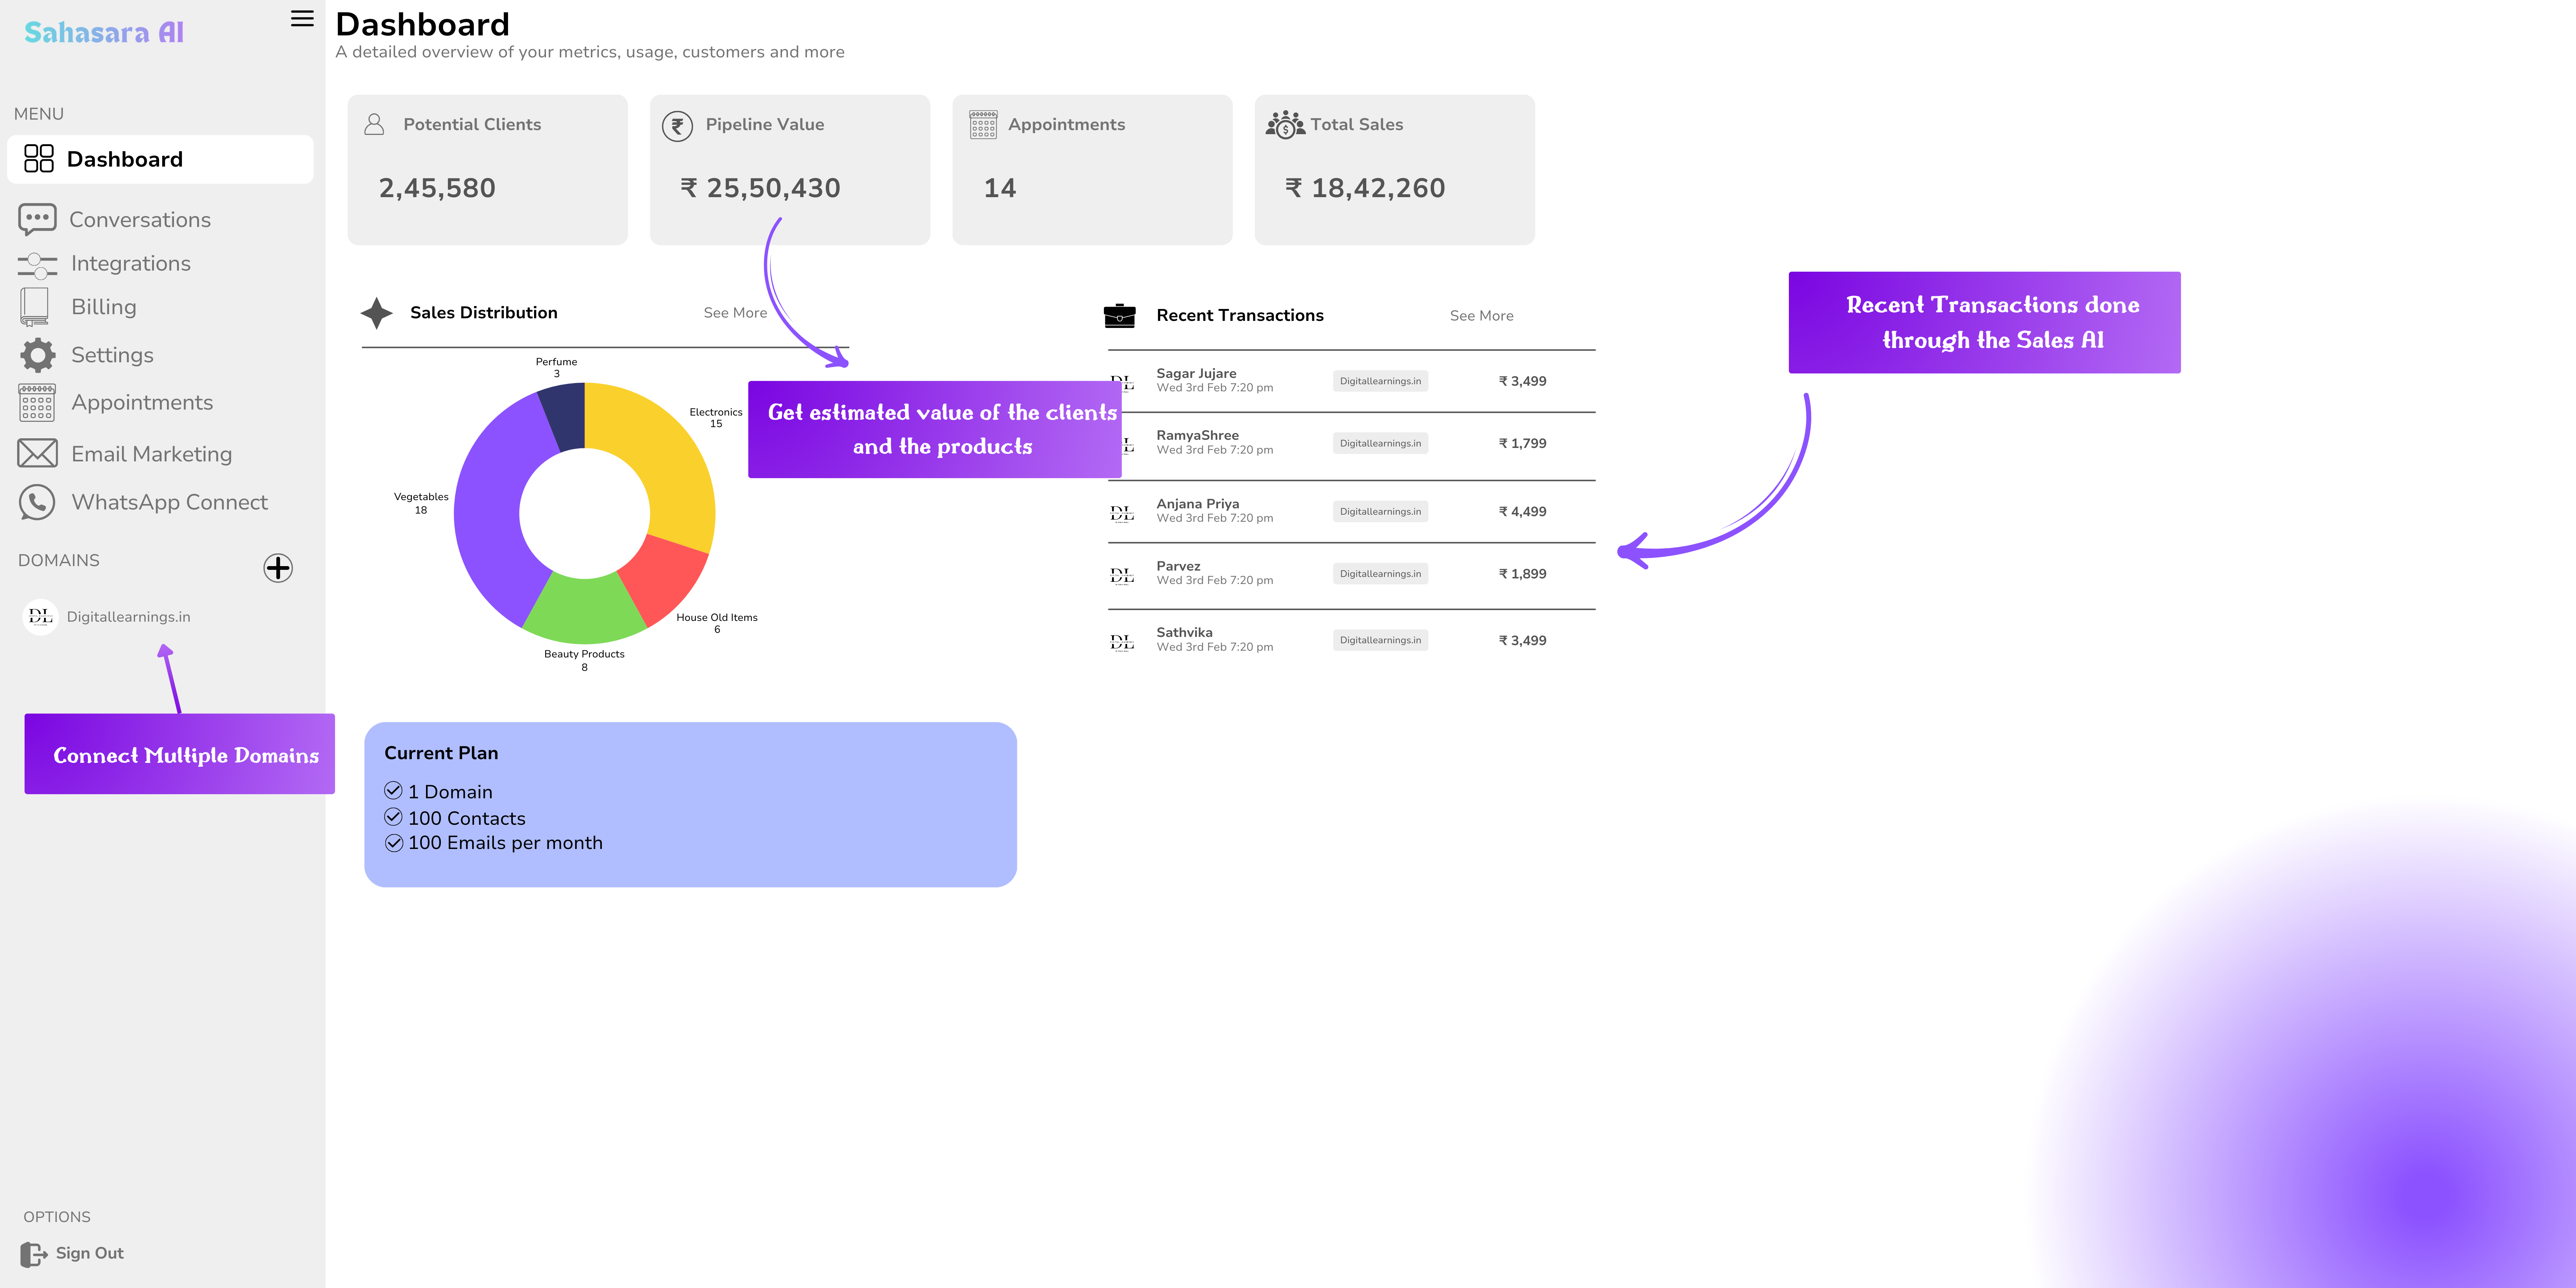 Sahasara AI
MENU
Dashboard
Conversations
Integrations
Billing
Settings
Appointments
Email Marketing
WhatsApp Connect
DOMAINS
DL
Digitallearnings.in
Connect Multiple Domains
OPTIONS
Sign Out
Dashboard
A detailed overview of your metrics, usage, customers and more
Potential Clients
2,45,580
Pipeline Value
₹ 25,50,430
Appointments
14
Total Sales
₹ 18,42,260
Sales Distribution
See More
Perfume
3
Electronics
15
Vegetables
18
House Old Items
6
Beauty Products
8
Get estimated value of the clients
and the products
Recent Transactions
See More
DL
Sagar Jujare
Wed 3rd Feb 7:20 pm
Digitallearnings.in
₹ 3,499
RamyaShree
Wed 3rd Feb 7:20 pm
Digitallearnings.in
₹ 1,799
DL
Anjana Priya
Wed 3rd Feb 7:20 pm
Digitallearnings.in
₹ 4,499
DL
Parvez
Wed 3rd Feb 7:20 pm
Digitallearnings.in
₹ 1,899
DL
Sathvika
Wed 3rd Feb 7:20 pm
Digitallearnings.in
₹ 3,499
Recent Transactions done
through the Sales AI
Current Plan
1 Domain
100 Contacts
100 Emails per month